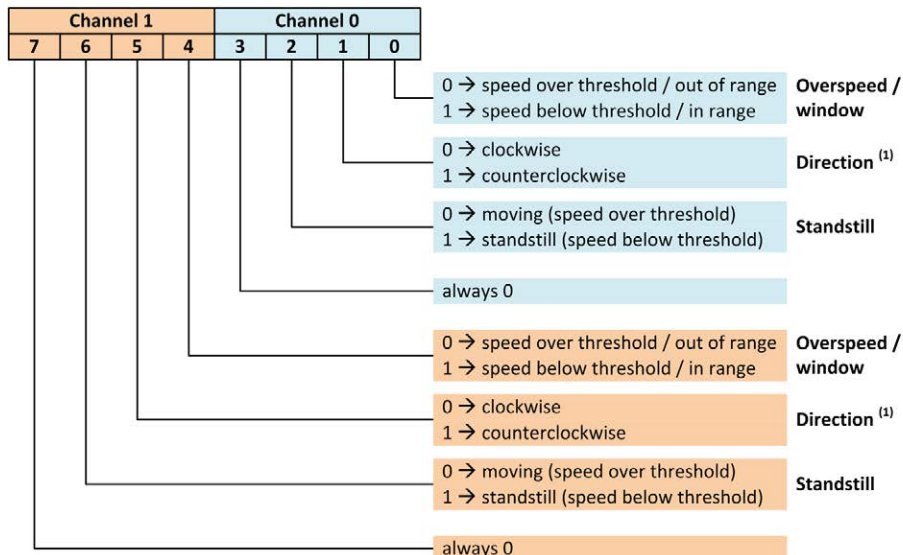 Channel 1 Channel 0
7 6 5 4 3 2 1 0
0 → speed over threshold / out of range
1 → speed below threshold / in range
Overspeed /
window
0 → clockwise
1 → counterclockwise
Direction (1)
0 → moving (speed over threshold)
1 → standstill (speed below threshold)
Standstill
always 0
0 → speed over threshold / out of range
1 → speed below threshold / in range
Overspeed /
window
0 → clockwise
1 → counterclockwise
Direction (1)
0 → moving (speed over threshold)
1 → standstill (speed below threshold)
Standstill
always 0